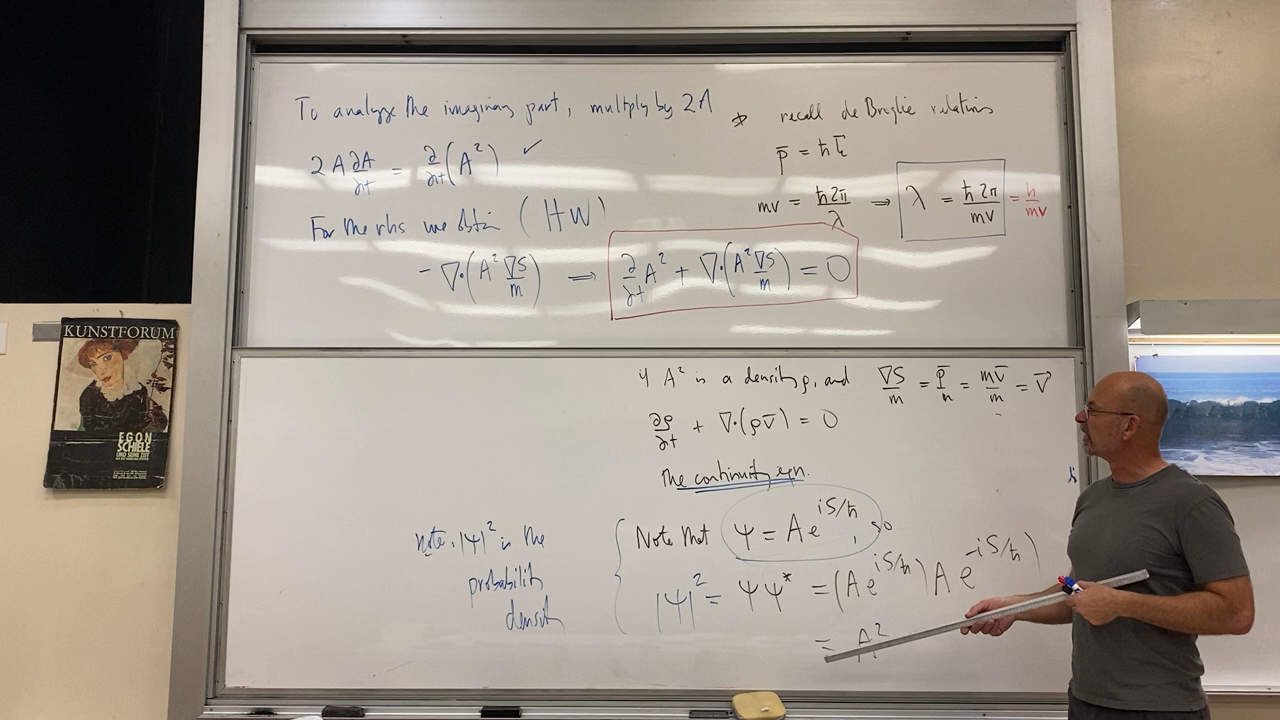 To analyze the imaginary part, multiply by 2A
2A ∂A/∂t = ∂/∂t (A²) ✓
For the rhs we obtain (HW)
-∇·(A² ∇S/m) ⟹ ∂/∂t A² + ∇·(A² ∇S/m) = 0
* recall de Broglie relations
p̄ = ħk̄
mv = ħ2π/λ ⟹ λ = ħ2π/mv = h/mv
if A² is a density ρ, and ∇S/m = p̄/m = mv̄/m = v̄
∂ρ/∂t + ∇·(ρv̄) = 0
The continuity eqn.
Note that ψ = Ae^{iS/ħ}, so
|ψ|² = ψψ* = (Ae^{iS/ħ})Ae^{-iS/ħ})
= A²
note: |ψ|² is the
probability
density
KUNSTFORUM
EGON
SCHIELE
UND SEINE ZEIT